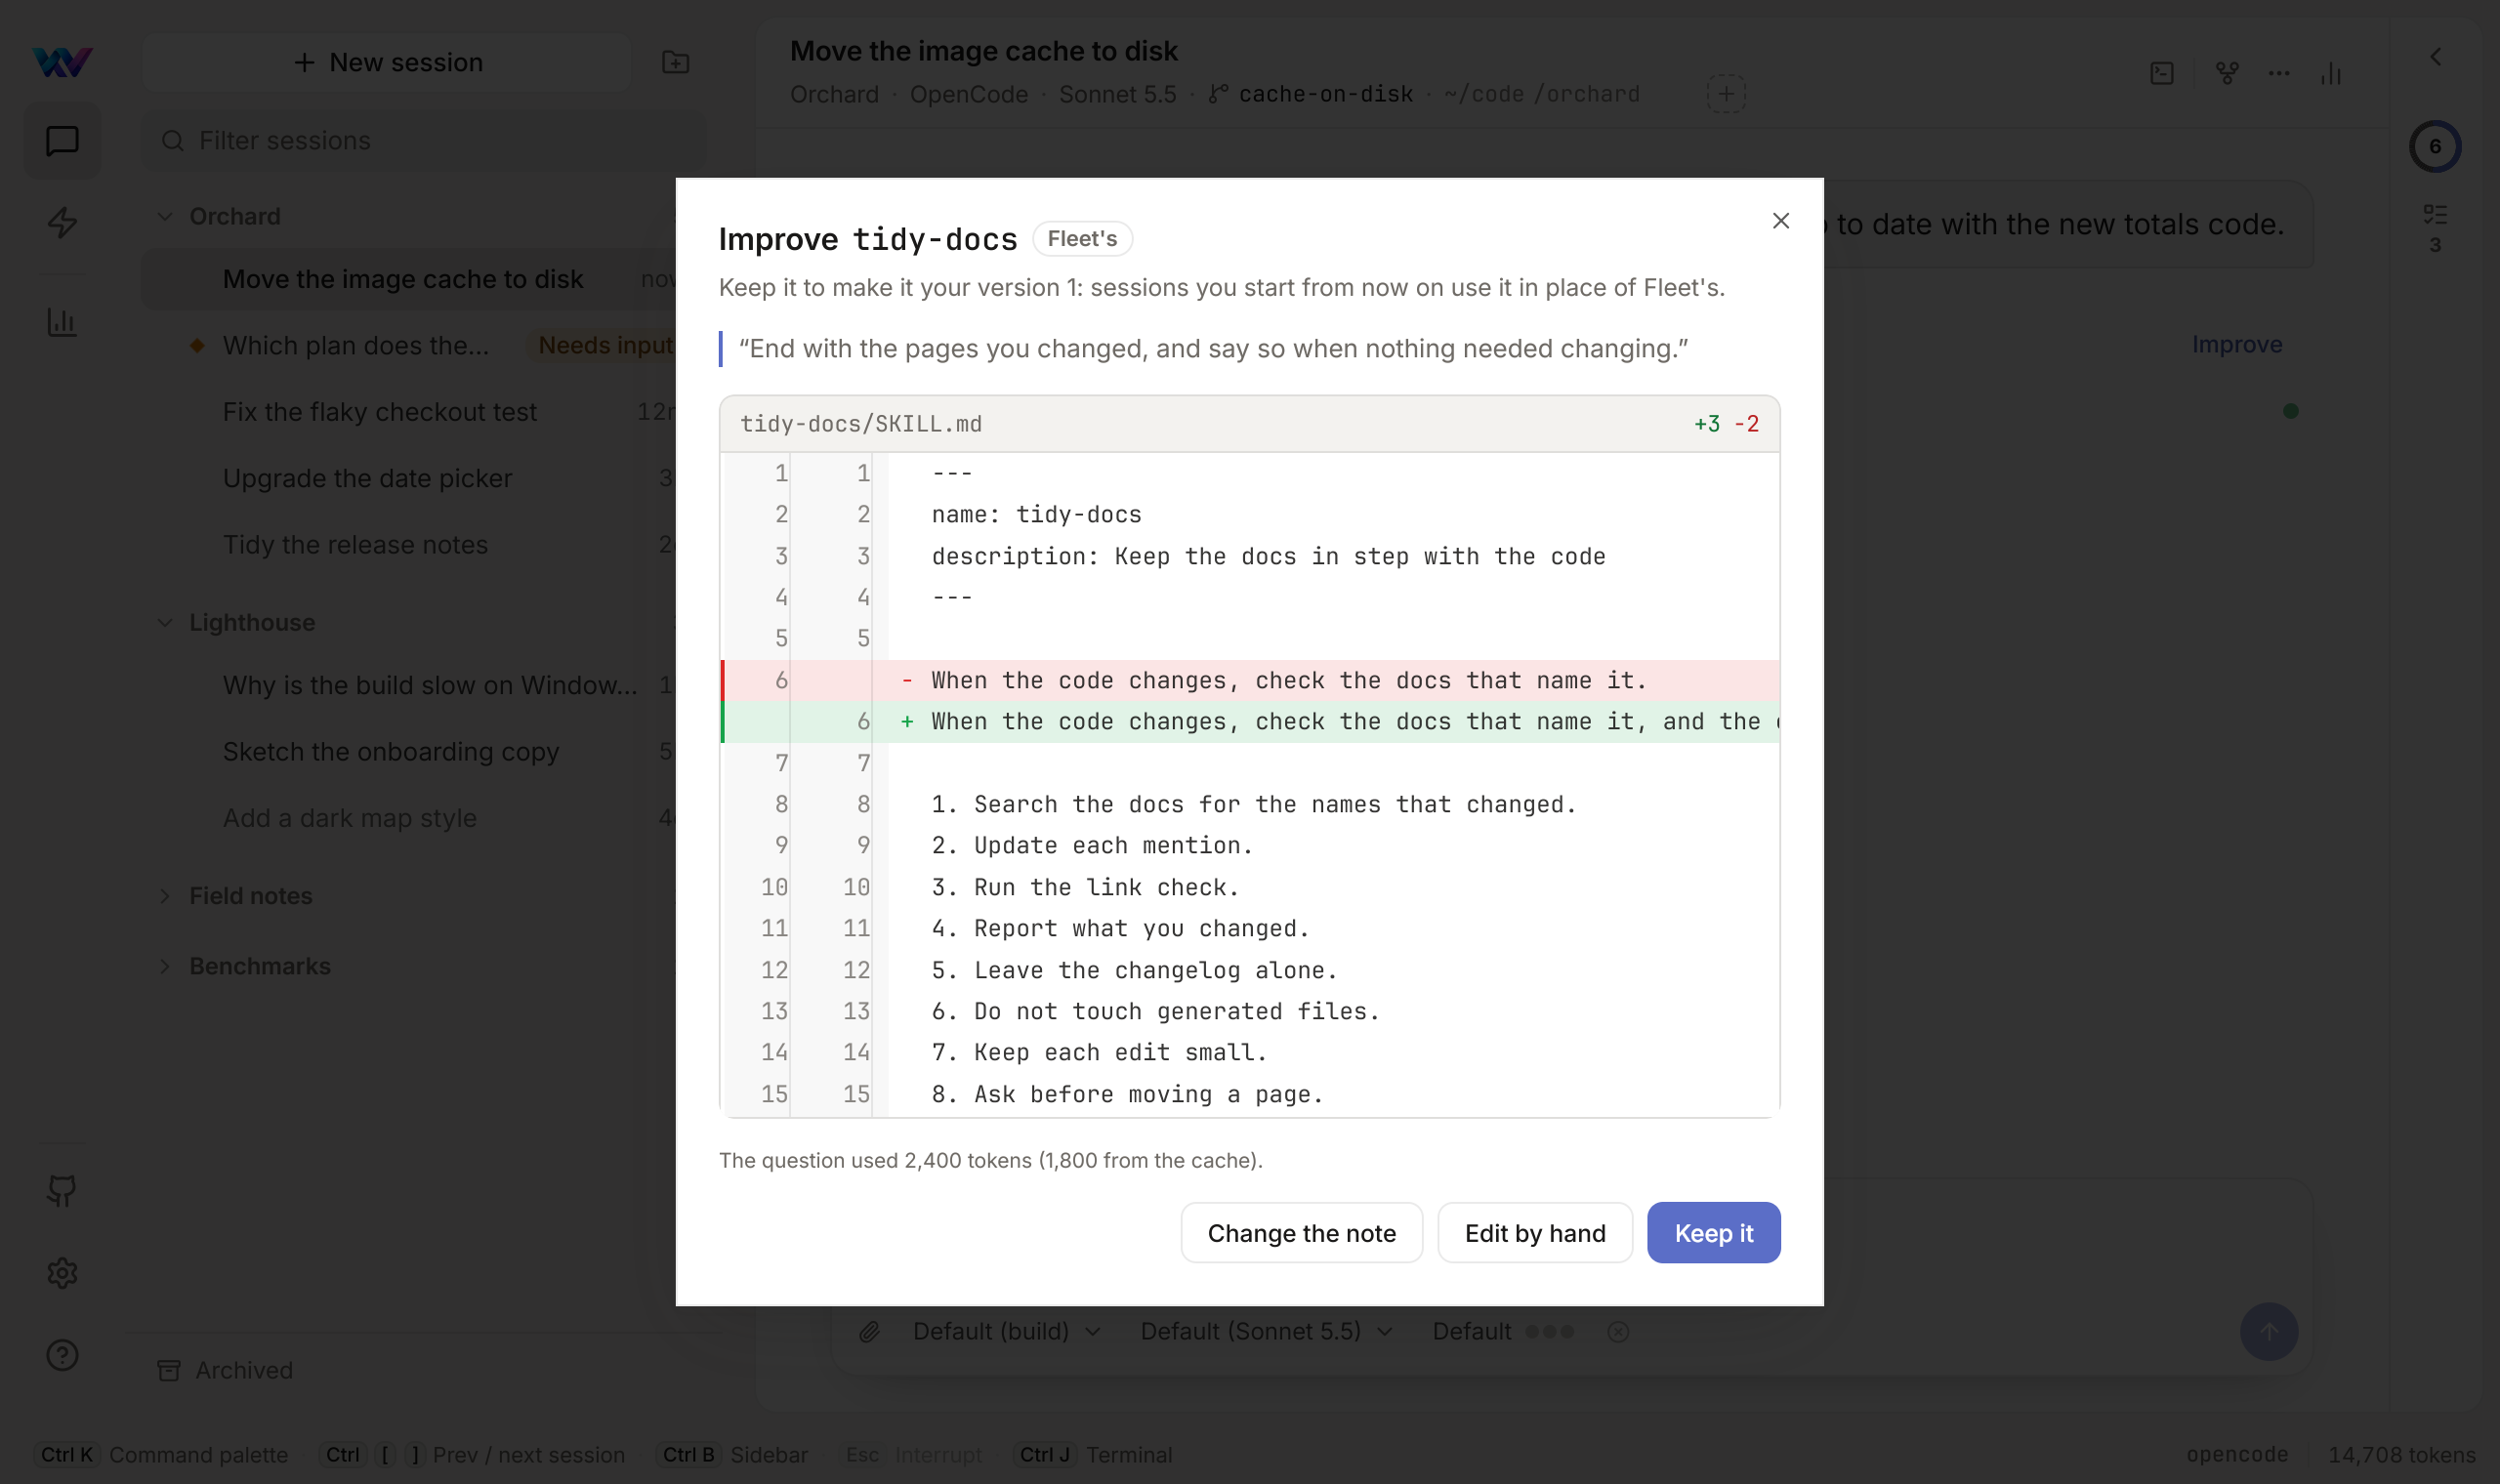 New session
Filter sessions
Orchard
Move the image cache to disk
Which plan does the... Needs input
Fix the flaky checkout test
Upgrade the date picker
Tidy the release notes
Lighthouse
Why is the build slow on Window...
Sketch the onboarding copy
Add a dark map style
Field notes
Benchmarks
Archived
Move the image cache to disk
Orchard · OpenCode · Sonnet 5.5 · cache-on-disk · ~/code/orchard
to date with the new totals code.
Improve
6
3
Improve tidy-docs Fleet's
Keep it to make it your version 1: sessions you start from now on use it in place of Fleet's.
“End with the pages you changed, and say so when nothing needed changing.”
tidy-docs/SKILL.md +3 -2
1 1 ---
2 2 name: tidy-docs
3 3 description: Keep the docs in step with the code
4 4 ---
5 5
6 - When the code changes, check the docs that name it.
6 + When the code changes, check the docs that name it, and the
7 7
8 8 1. Search the docs for the names that changed.
9 9 2. Update each mention.
10 10 3. Run the link check.
11 11 4. Report what you changed.
12 12 5. Leave the changelog alone.
13 13 6. Do not touch generated files.
14 14 7. Keep each edit small.
15 15 8. Ask before moving a page.
The question used 2,400 tokens (1,800 from the cache).
Change the note Edit by hand Keep it
Default (build) Default (Sonnet 5.5) Default
Ctrl K Command palette Ctrl [ ] Prev / next session Ctrl B Sidebar Esc Interrupt Ctrl J Terminal opencode 14,708 tokens